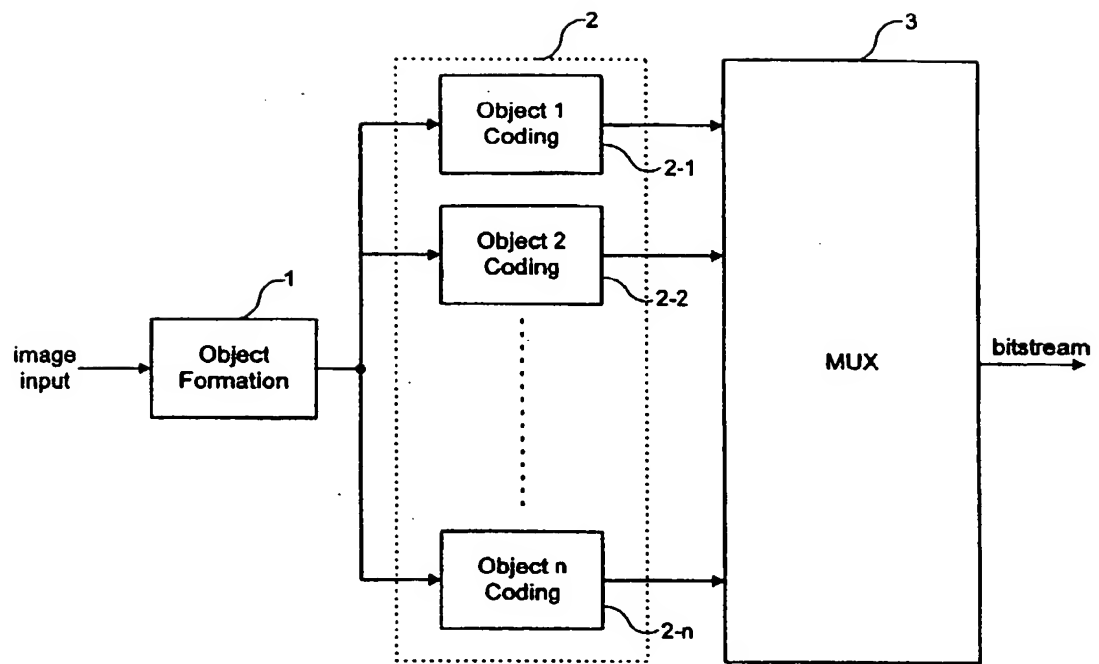 2
3
Object 1
Coding
2-1
Object 2
Coding
2-2
1
image
input
Object
Formation
MUX
bitstream
Object n
Coding
2-n